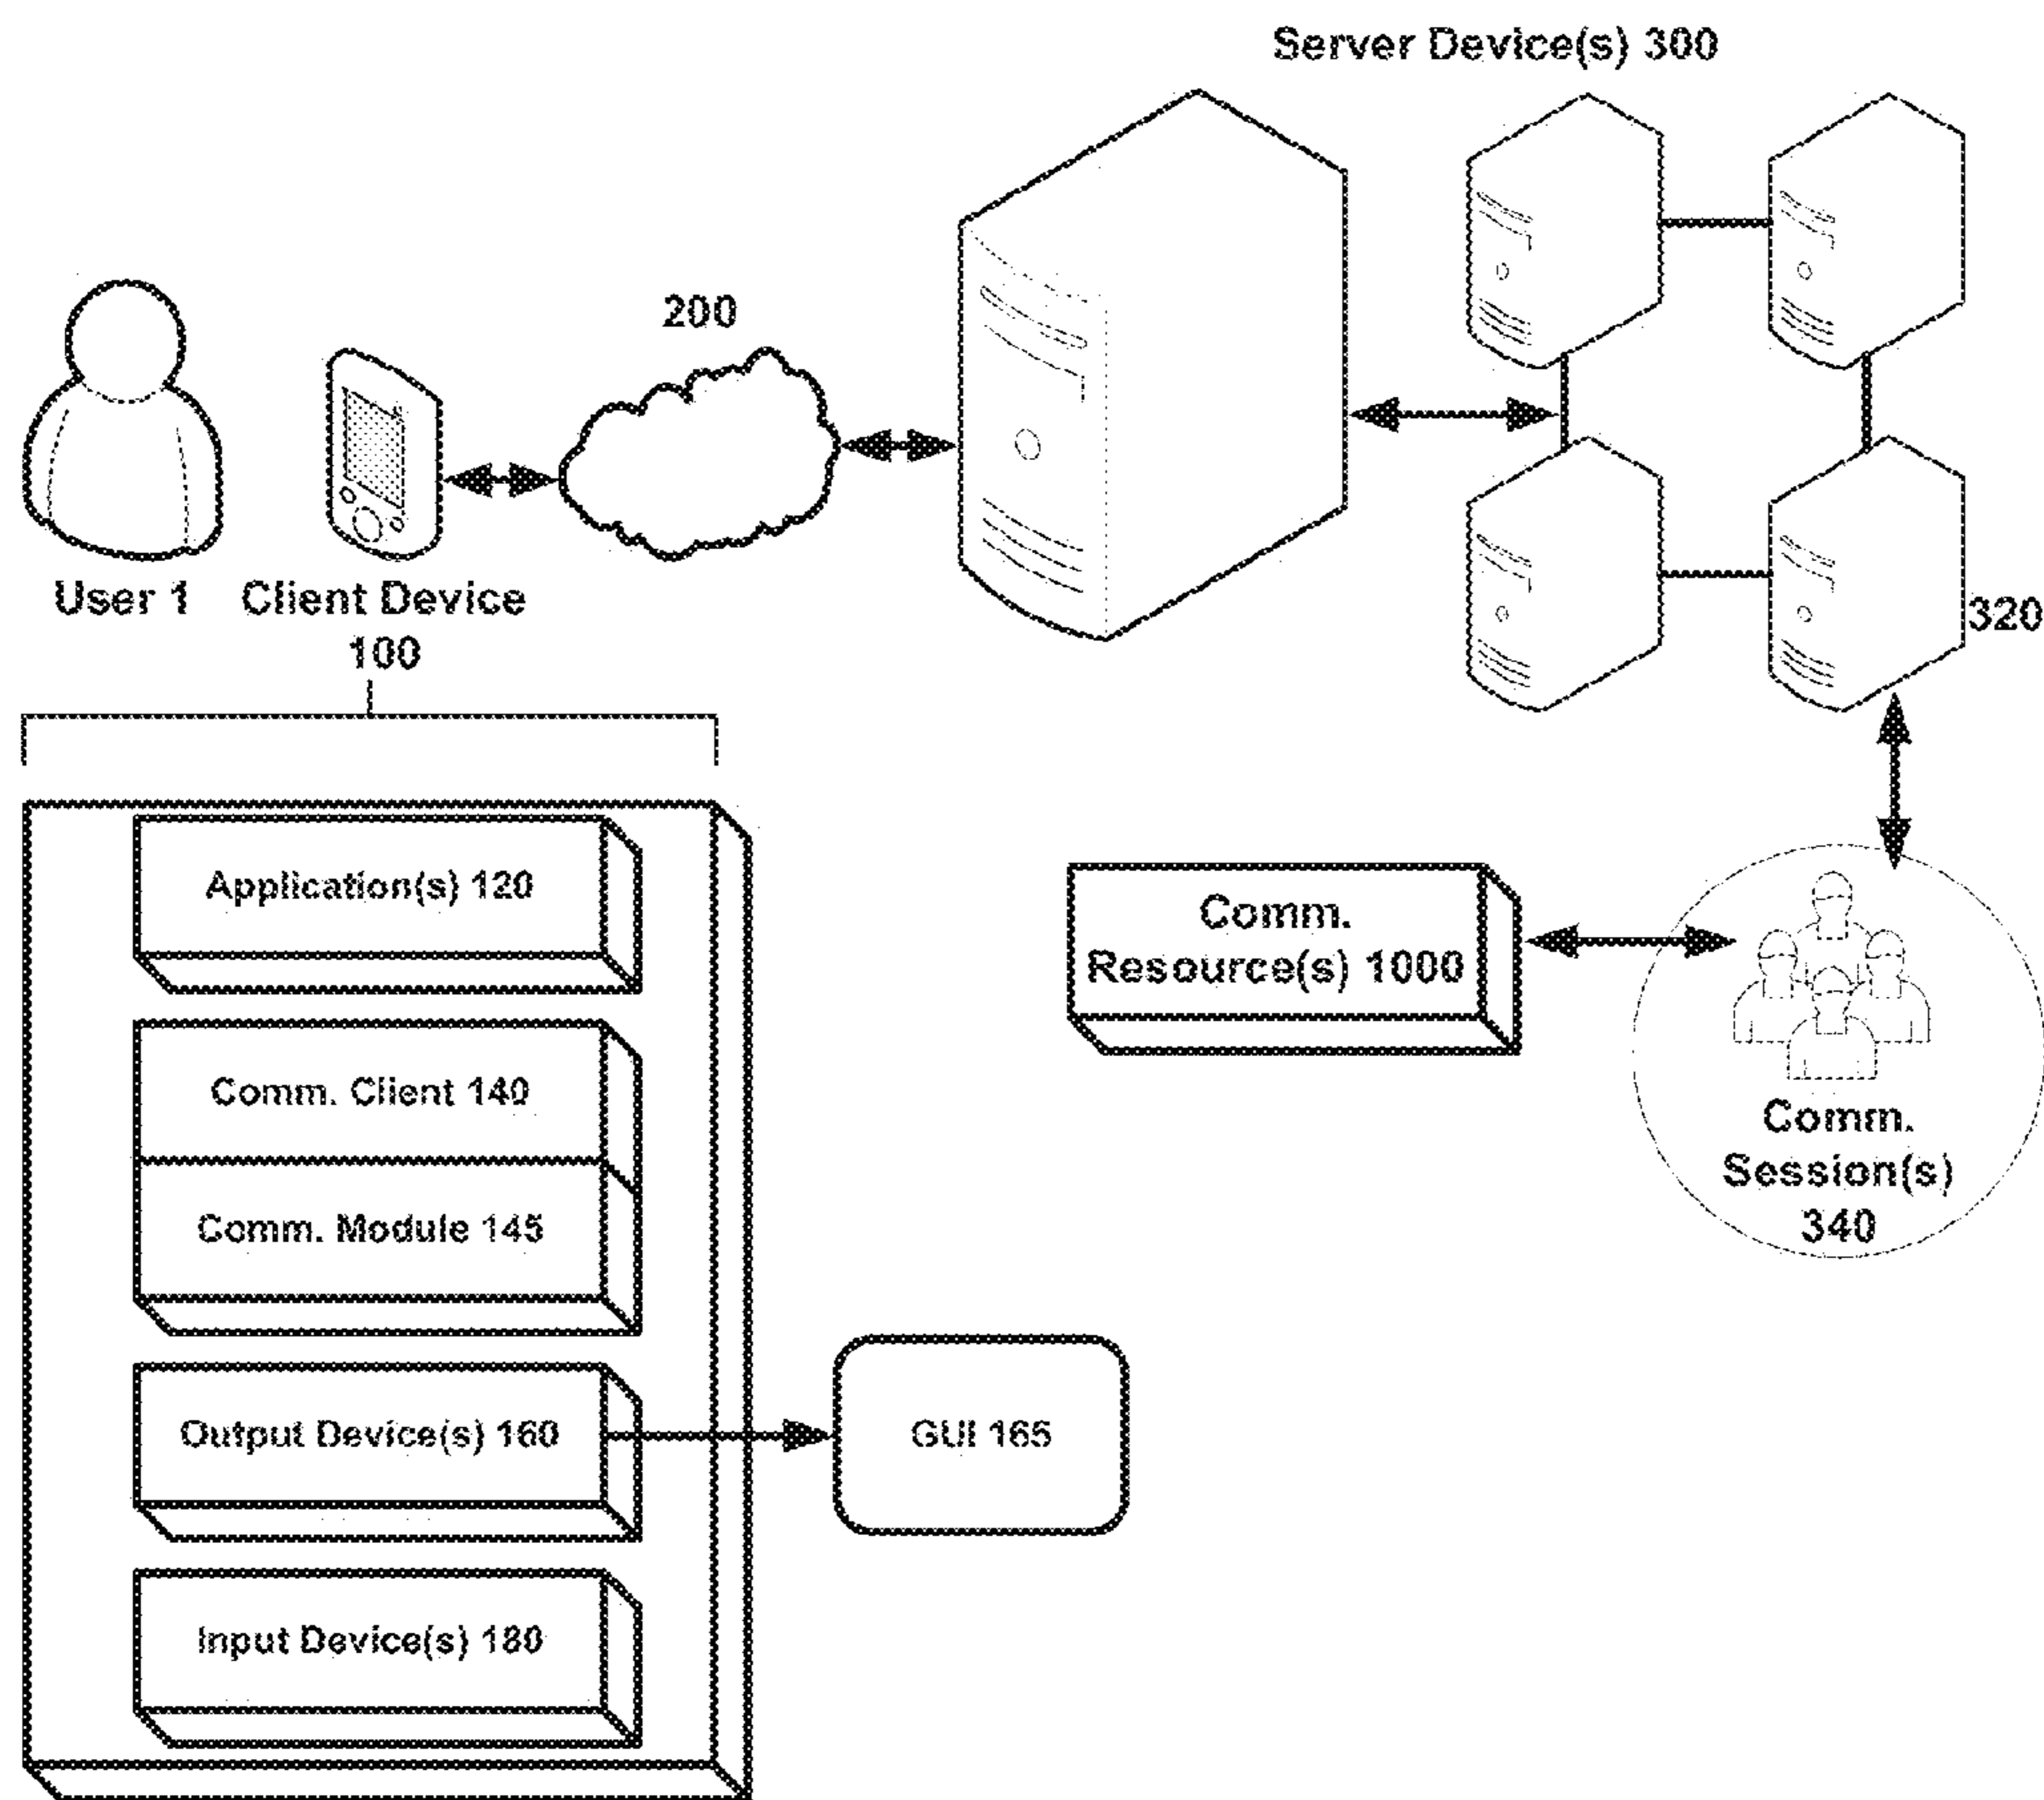 Server Device(s) 300
200
User 1
Client Device
100
320
Application(s) 120
Comm. Client 140
Comm. Module 145
Output Device(s) 160
Input Device(s) 180
GUI 165
Comm.
Resource(s) 1000
Comm.
Session(s)
340